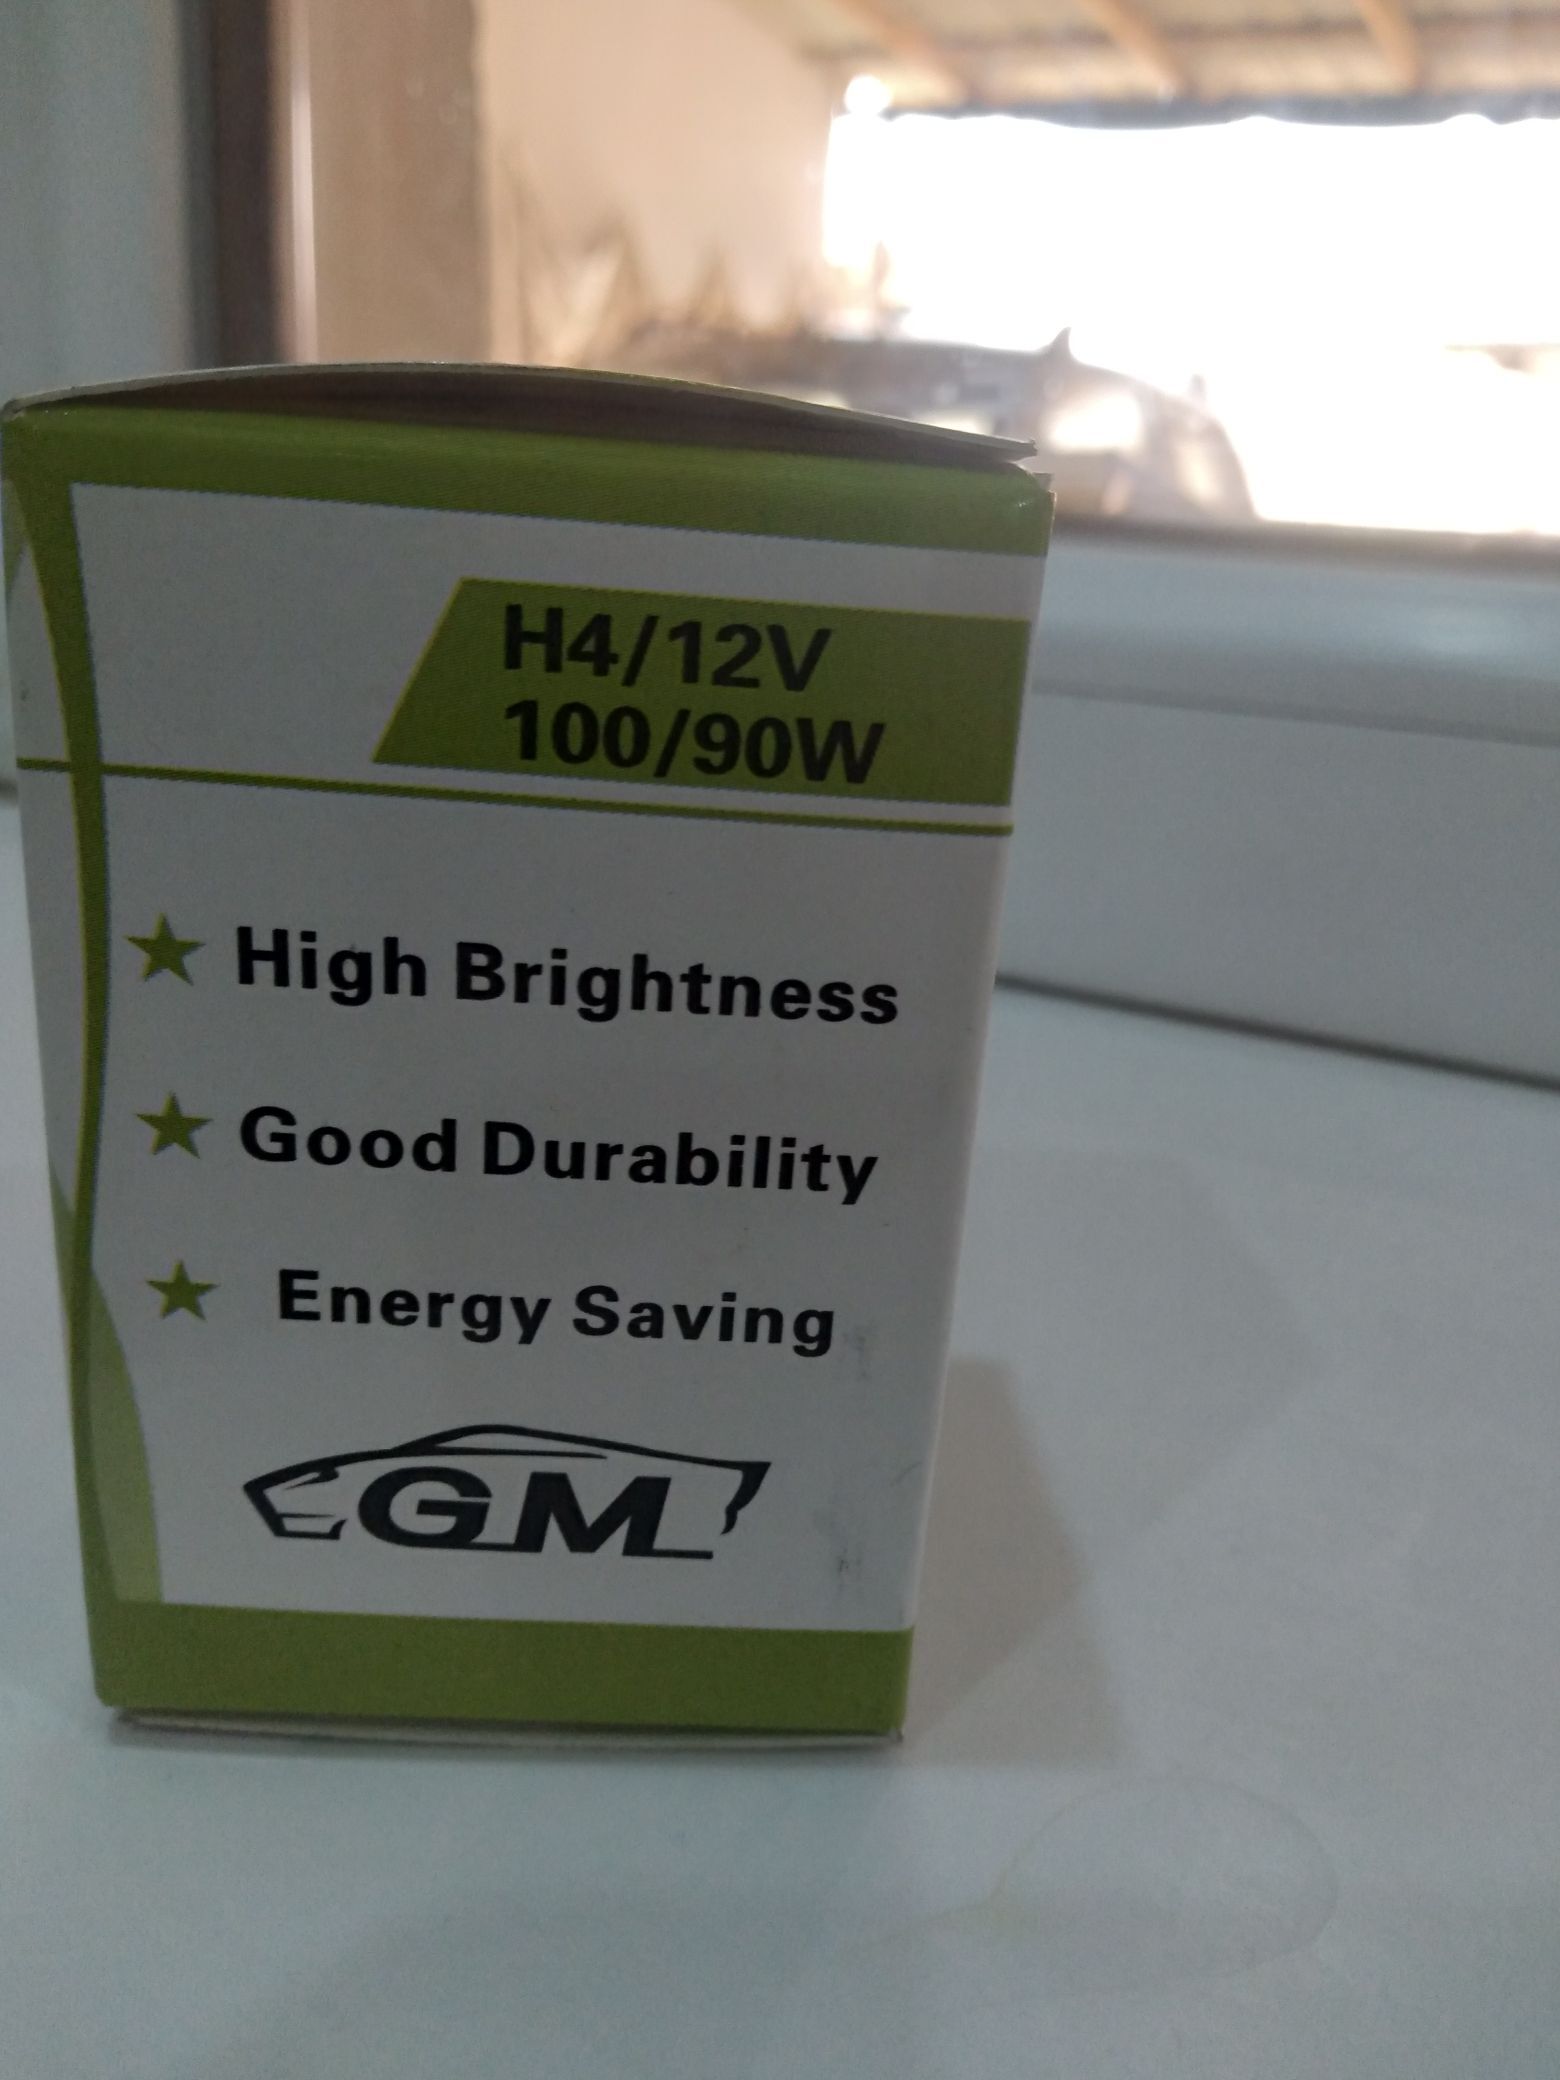 H4/12V
100/90W
High Brightness
Good Durability
Energy Saving
GM